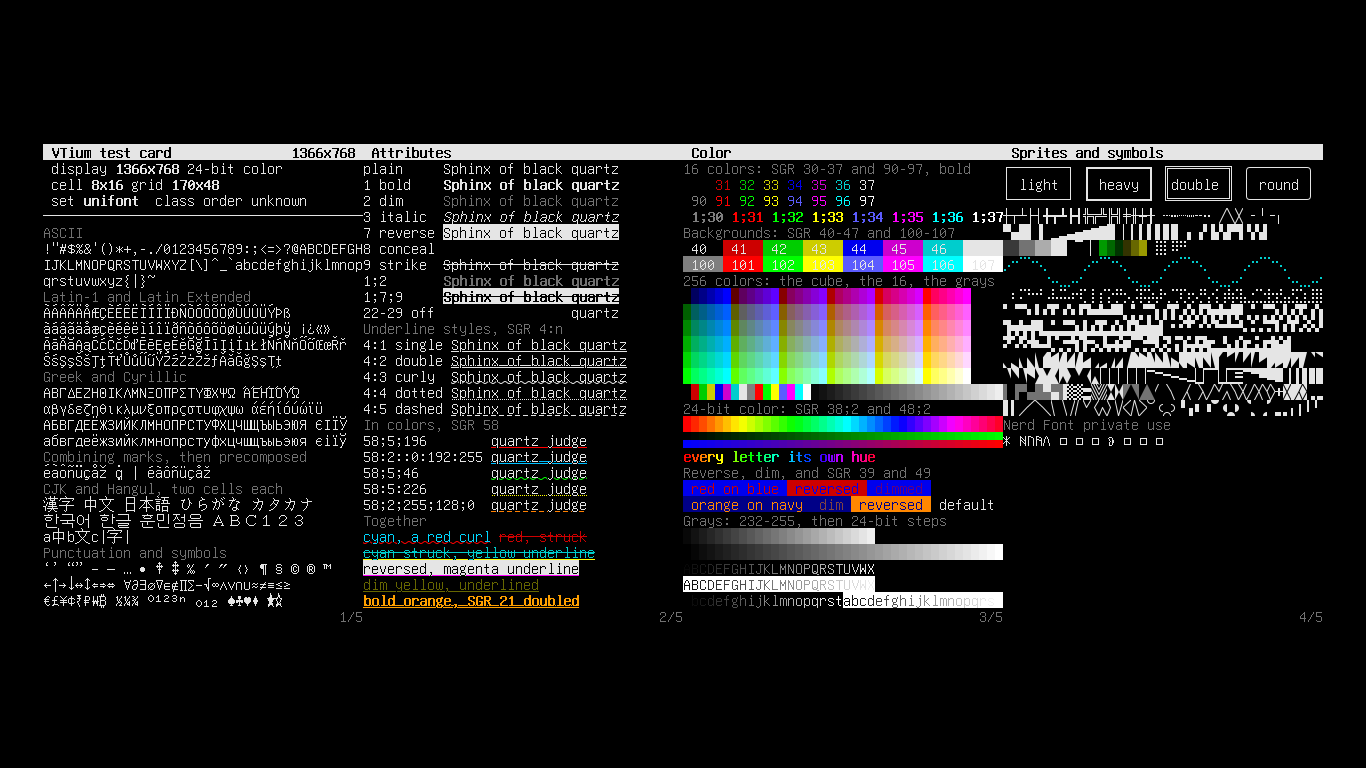 VTium test card 1366x768
display 1366x768 24-bit color
cell 8x16 grid 170x48
set unifont class order unknown
ASCII
!"#$%&'()*+,-./0123456789:;<=>?@ABCDEFGH
IJKLMNOPQRSTUVWXYZ[\]^_`abcdefghijklmnop
qrstuvwxyz{|}~
Latin-1 and Latin Extended
Greek and Cyrillic
ΑΒΓΔΕΖΗΘΙΚΛΜΝΞΟΠΡΣΤΥΦΧΨΩ ΆΈΉΊΌΎΏ
αβγδεζηθικλμνξοπρςστυφχψω άέήίόύώϊϋ
АБВГДЕЁЖЗИЙКЛМНОПРСТУФХЦЧШЩЪЫЬЭЮЯ ЄІЇЎ
абвгдеёжзийклмнопрстуфхцчшщъыьэюя єіїў
Combining marks, then precomposed
CJK and Hangul, two cells each
漢字 中文 日本語 ひらがな カタカナ
한국어 한글 훈민정음 ＡＢＣ１２３
a中b文c|字|
Punctuation and symbols
1/5
Attributes
plain Sphinx of black quartz
1 bold Sphinx of black quartz
2 dim
3 italic Sphinx of black quartz
7 reverse Sphinx of black quartz
8 conceal
9 strike Sphinx of black quartz
1;2 Sphinx of black quartz
1;7;9 Sphinx of black quartz
22-29 off quartz
Underline styles, SGR 4:n
4:1 single Sphinx of black quartz
4:2 double Sphinx of black quartz
4:3 curly Sphinx of black quartz
4:4 dotted Sphinx of black quartz
4:5 dashed Sphinx of black quartz
In colors, SGR 58
58;5;196 quartz judge
58:2::0:192:255 quartz judge
58;5;46 quartz judge
58:5:226 quartz judge
58;2;255;128;0 quartz judge
Together
cyan, a red curl red, struck
cyan struck, yellow underline
reversed, magenta underline
dim yellow, underlined
bold orange, SGR 21 doubled
2/5
Color
16 colors: SGR 30-37 and 90-97, bold
31 32 33 34 35 36 37
90 91 92 93 94 95 96 97
1;30 1;31 1;32 1;33 1;34 1;35 1;36 1;37
Backgrounds: SGR 40-47 and 100-107
40 41 42 43 44 45 46
100 101 102 103 104 105 106 107
256 colors: the cube, the 16, the grays
24-bit color: SGR 38;2 and 48;2
every letter its own hue
Reverse, dim, and SGR 39 and 49
red on blue reversed dimmed
orange on navy dim reversed default
Grays: 232-255, then 24-bit steps
ABCDEFGHIJKLMNOPQRSTUVWX
ABCDEFGHIJKLMNOPQRSTUVW
bcdefghijklmnopqrstabcdefghijklmnopqrs
3/5
Sprites and symbols
light heavy double round
Nerd Font private use
4/5